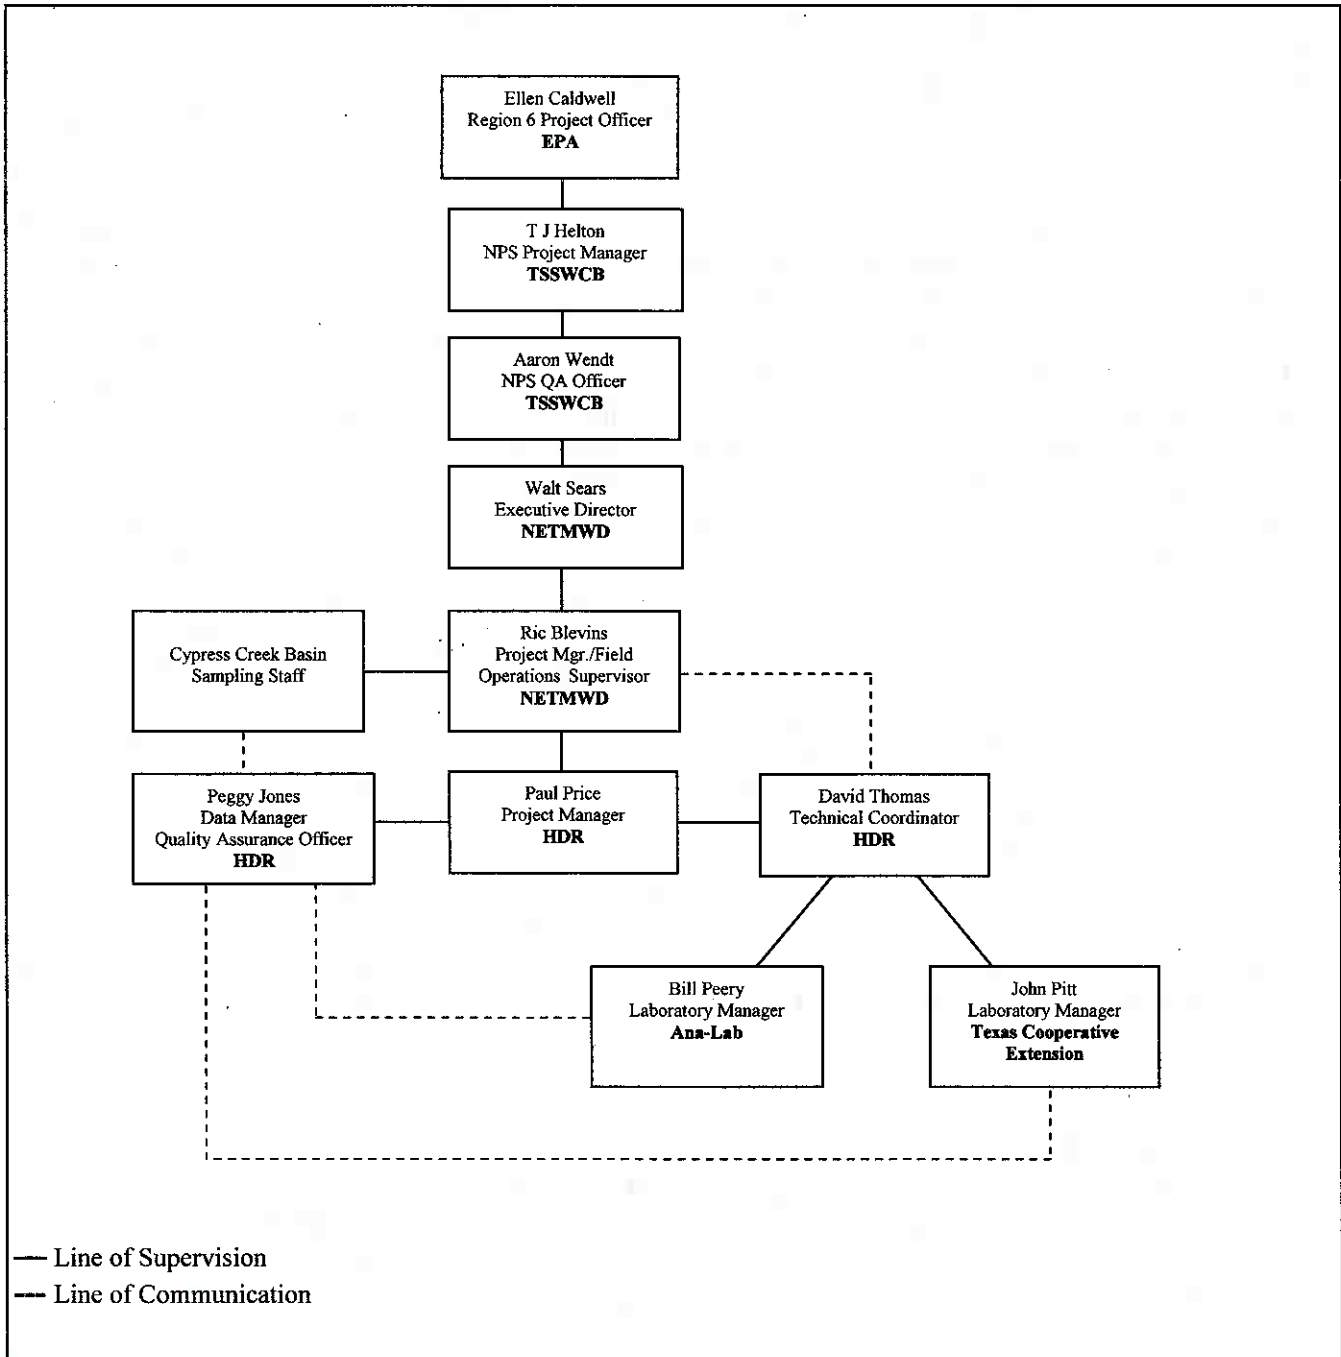 Ellen Caldwell
Region 6 Project Officer
EPA
T J Helton
NPS Project Manager
TSSWCB
Aaron Wendt
NPS QA Officer
TSSWCB
Walt Sears
Executive Director
NETMWD
Cypress Creek Basin
Sampling Staff
Ric Blevins
Project Mgr./Field
Operations Supervisor
NETMWD
Peggy Jones
Data Manager
Quality Assurance Officer
HDR
Paul Price
Project Manager
HDR
David Thomas
Technical Coordinator
HDR
Bill Peery
Laboratory Manager
Ana-Lab
John Pitt
Laboratory Manager
Texas Cooperative
Extension
Line of Supervision
Line of Communication